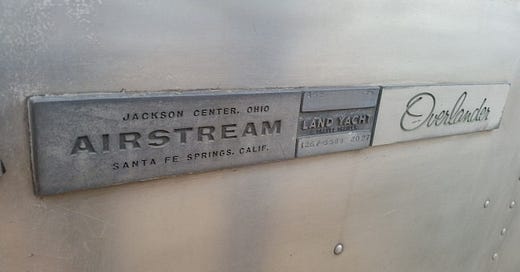 JACKSON CENTER, OHIO
AIRSTREAM
SANTA FE SPRINGS, CALIF.
LAND YACHT
Overlander